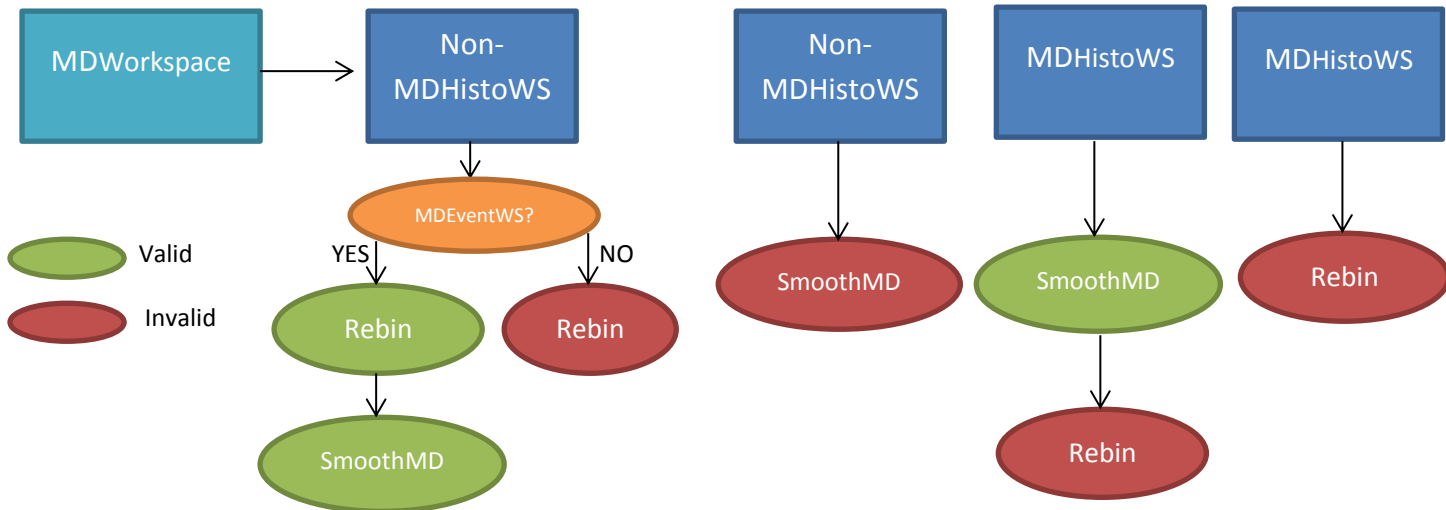 MDWorkspace
Non-
MDHistoWS
Non-
MDHistoWS
MDHistoWS
MDHistoWS
MDEventWS?
Valid
YES
NO
SmoothMD
SmoothMD
Rebin
Invalid
Rebin
Rebin
SmoothMD
Rebin